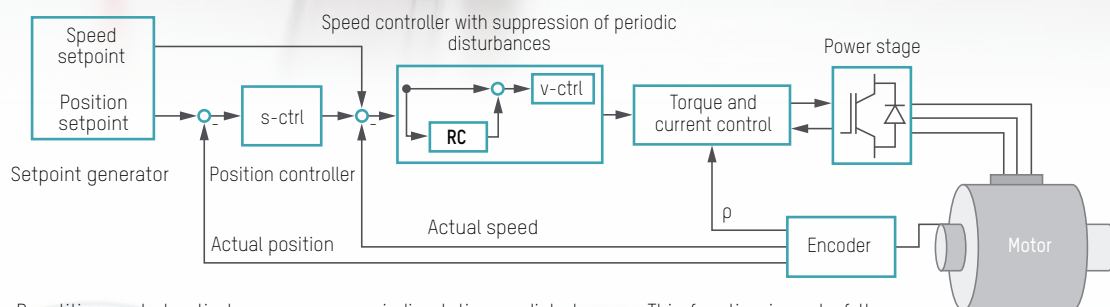 Speed controller with suppression of periodic
disturbances
Speed
setpoint
Position
setpoint
Setpoint generator
s-ctrl
Position controller
RC
v-ctrl
Torque and
current control
Power stage
ρ
Actual speed
Actual position
Encoder
Motor